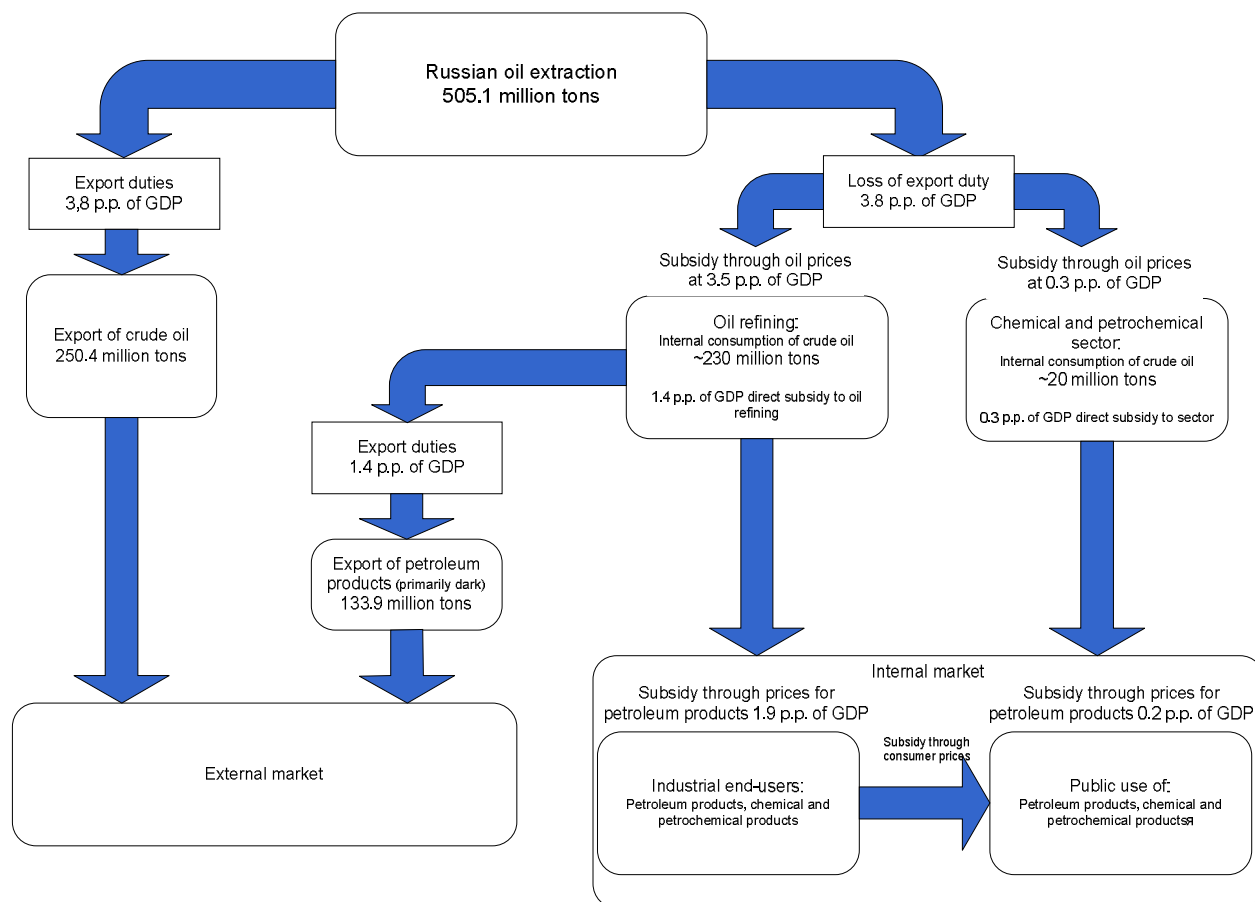 Russian oil extraction
505.1 million tons
Export duties
3,8 p.p. of GDP
Loss of export duty
3.8 p.p. of GDP
Subsidy through oil prices
at 3.5 p.p. of GDP
Subsidy through oil prices
at 0.3 p.p. of GDP
Export of crude oil
250.4 million tons
Oil refining:
Internal consumption of crude oil
~230 million tons
1.4 p.p. of GDP direct subsidy to oil
refining
Chemical and petrochemical
sector:
Internal consumption of crude oil
~20 million tons
0.3 p.p. of GDP direct subsidy to sector
Export duties
1.4 p.p. of GDP
Export of petroleum
products (primarily dark)
133.9 million tons
External market
Internal market
Subsidy through prices for
petroleum products 1.9 p.p. of GDP
Subsidy through prices for
petroleum products 0.2 p.p. of GDP
Subsidy through
consumer prices
Industrial end-users:
Petroleum products, chemical and
petrochemical products
Public use of:
Petroleum products, chemical and
petrochemical productsя